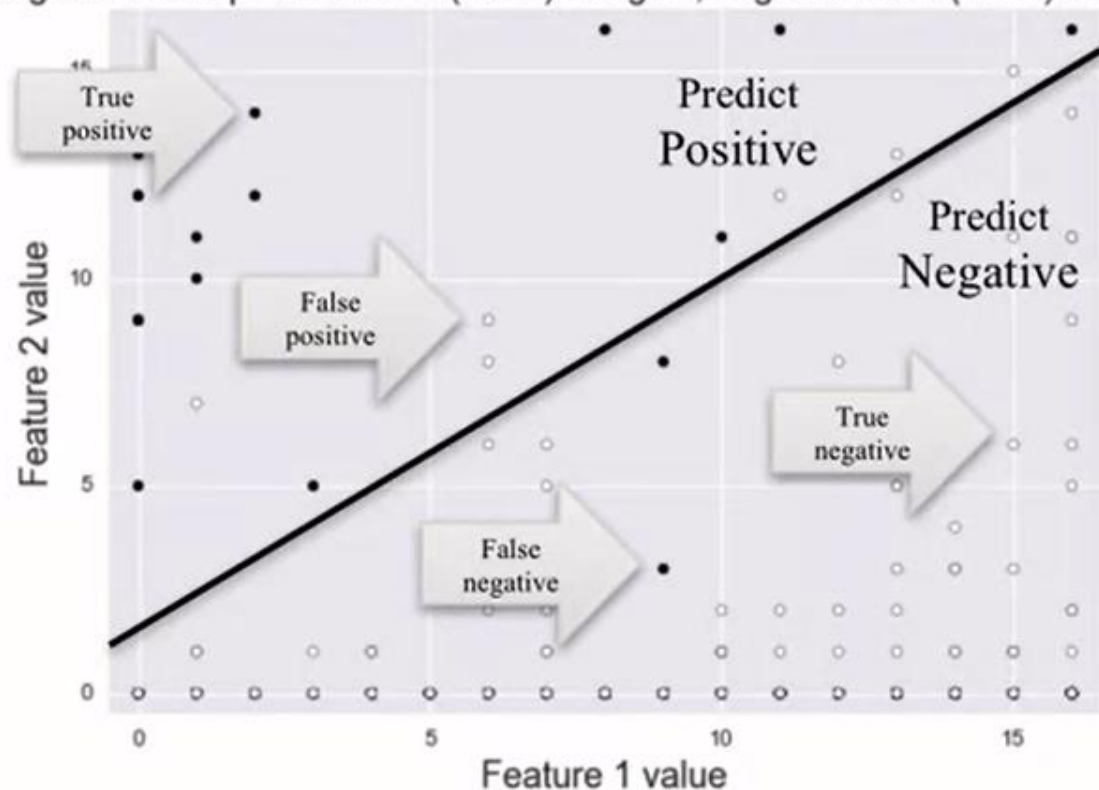 15
True
positive
Predict
Positive
Predict
Negative
10
False
positive
True
negative
5
False
negative
0
0
5
10
15
Feature 1 value
Feature 2 value